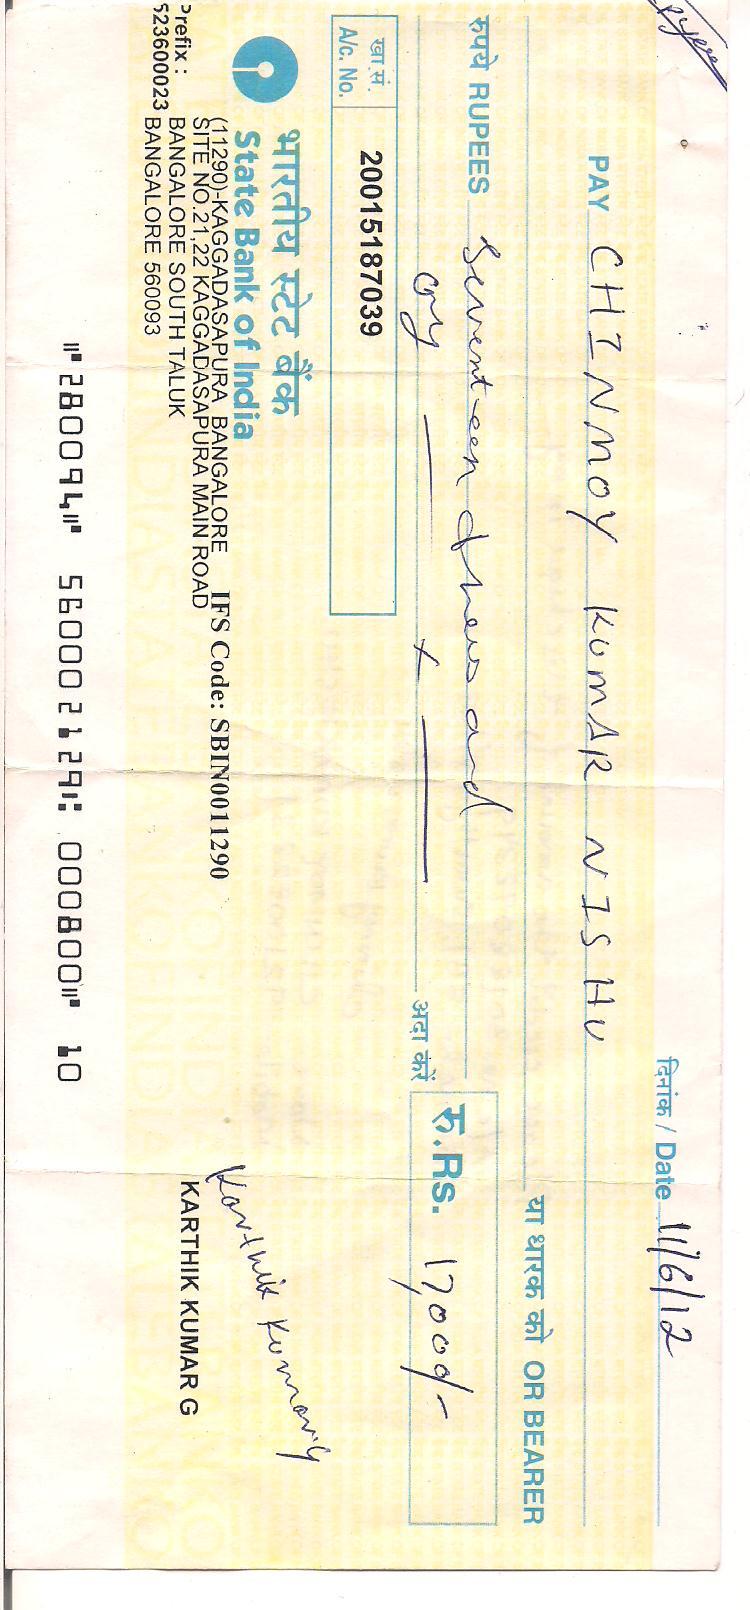 दिनांक / Date 11/6/12
PAY CHINMOY KUMAR NISHU
या धारक को OR BEARER
रुपये RUPEES Seventeen thousand
only — x —
अदा करें
रु.Rs. 17,000/-
खा.सं.
A/c. No.
20015187039
भारतीय स्टेट बैंक
State Bank of India
(11290)-KAGGADASAPURA BANGALORE
SITE NO.21,22 KAGGADASAPURA MAIN ROAD
BANGALORE SOUTH TALUK
BANGALORE 560093
IFS Code: SBIN0011290
Prefix :
523600023
Karthik Kumar G
KARTHIK KUMAR G
⑈280094⑈ 560002129⑆ 000800⑈ 10